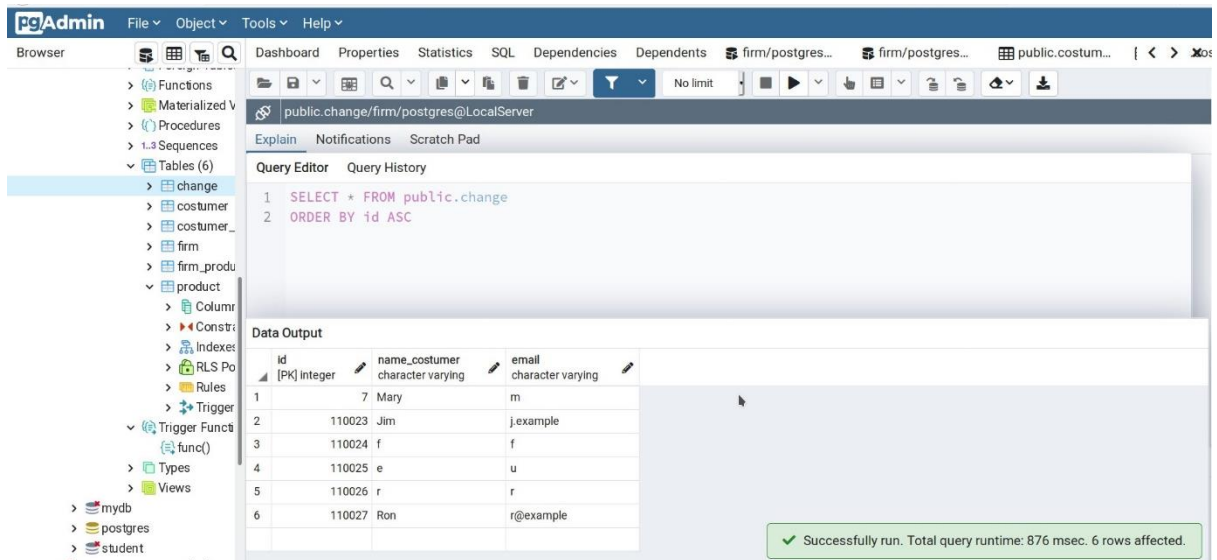 pgAdmin File Object Tools Help
Browser Dashboard Properties Statistics SQL Dependencies Dependents firm/postgres... firm/postgres... public.costum...
No limit
public.change/firm/postgres@LocalServer
Explain Notifications Scratch Pad
Query Editor Query History
1 SELECT * FROM public.change
2 ORDER BY id ASC
Functions
Materialized V
Procedures
1..3 Sequences
Tables (6)
change
costumer
costumer_
firm
firm_produ
product
Columr
Constra
Indexes
RLS Po
Rules
Trigger
Trigger Functi
func()
Types
Views
mydb
postgres
student
Data Output
id name_costumer email
[PK] integer character varying character varying
1 7 Mary m
2 110023 Jim j.example
3 110024 f f
4 110025 e u
5 110026 r r
6 110027 Ron r@example
Successfully run. Total query runtime: 876 msec. 6 rows affected.